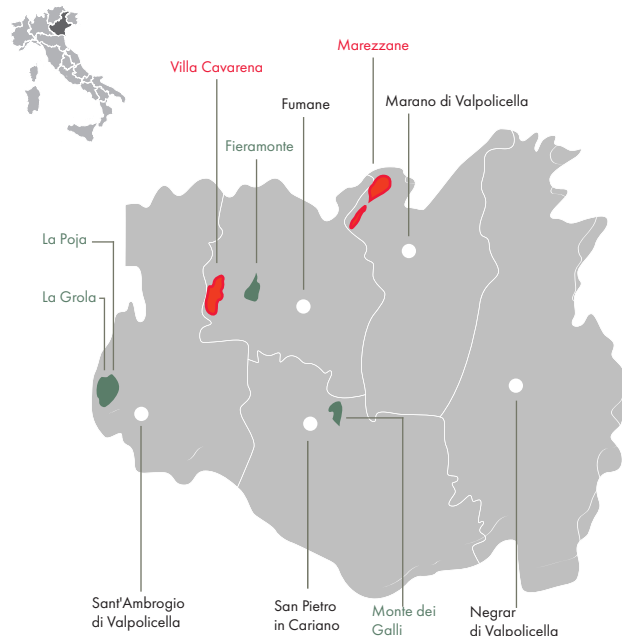 Marezzane
Villa Cavarena
Fumane
Marano di Valpolicella
Fieramonte
La Poja
La Grola
Sant'Ambrogio
di Valpolicella
San Pietro
in Cariano
Monte dei
Galli
Negrar
di Valpolicella